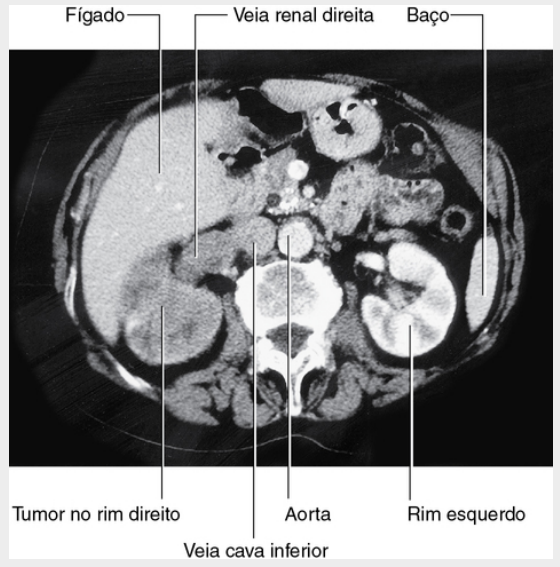 Fígado
Veia renal direita
Baço
Tumor no rim direito
Aorta
Rim esquerdo
Veia cava inferior